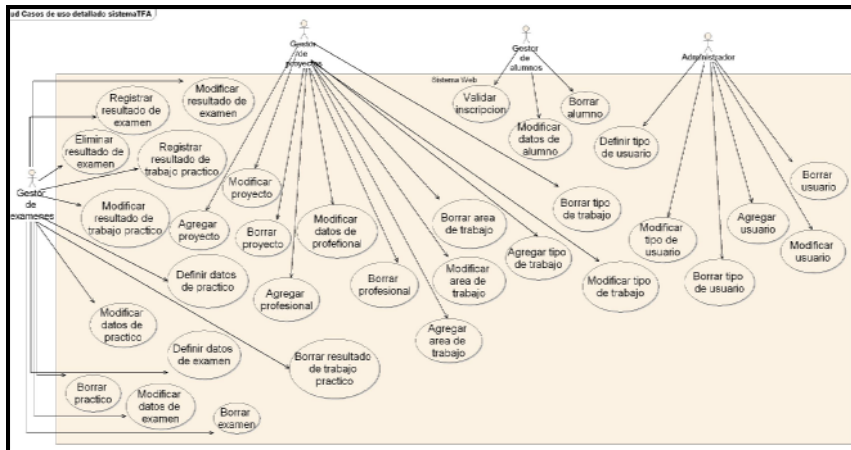 ud Casos de uso detallado sistemaTFA
Gestor
de
proyectos
Gestor
de
alumnos
Administrador
Sistema Web
Modificar
resultado de
examen
Registrar
resultado de
examen
Validar
inscripcion
Borrar
alumno
Modificar
datos de
alumno
Definir tipo
de usuario
Eliminar
resultado de
examen
Registrar
resultado de
trabajo practico
Gestor
de
examenes
Modificar
resultado de
trabajo practico
Modificar
proyecto
Agregar
proyecto
Borrar
proyecto
Modificar
datos de
profefional
Borrar area
de trabajo
Borrar tipo
de trabajo
Borrar
usuario
Agregar
usuario
Modificar
tipo de
usuario
Modificar
usuario
Agregar tipo
de trabajo
Definir datos
de practico
Agregar
profesional
Borrar
profesional
Modificar
area de
trabajo
Modificar tipo
de trabajo
Borrar tipo
de usuario
Modificar
datos de
practico
Agregar
area de
trabajo
Definir datos
de examen
Borrar resultado
de trabajo
practico
Borrar
practico
Modificar
datos de
examen
Borrar
examen